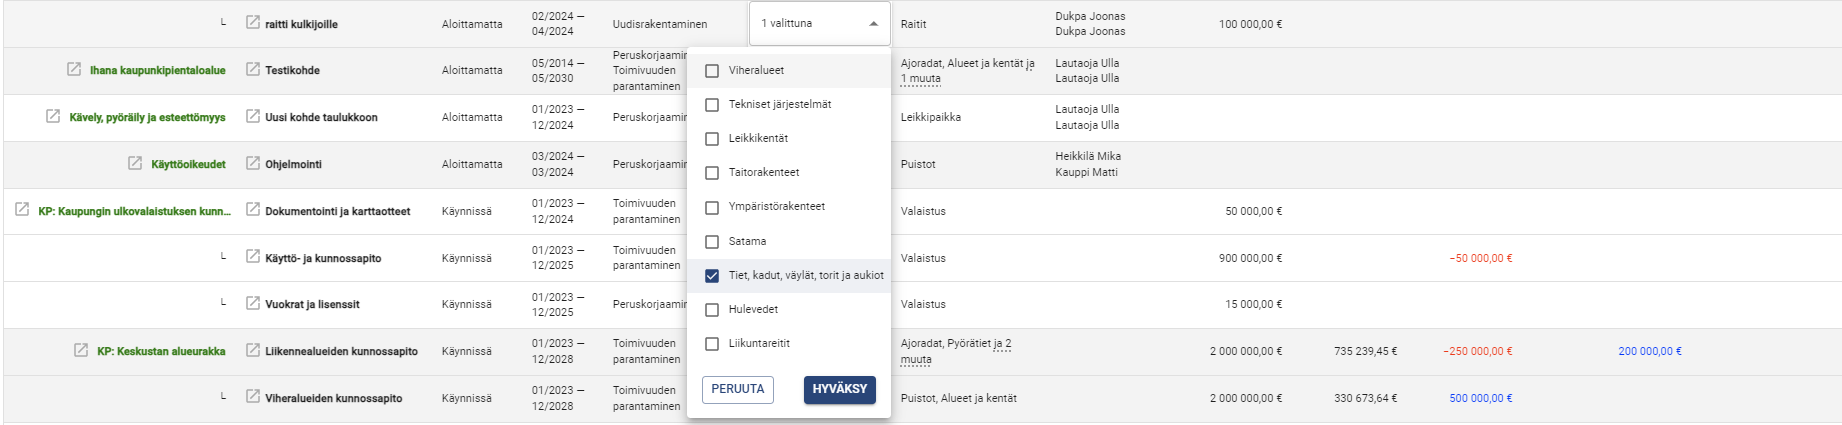 └ raitti kulkijoille Aloittamatta 02/2024 – 04/2024 Uudisrakentaminen 1 valittuna Raitit Dukpa Joonas Dukpa Joonas 100 000,00 €
Ihana kaupunkipientaloalue Testikohde Aloittamatta 05/2014 – 05/2030 Toimivuuden parantaminen Ajoradat, Alueet ja kentät ja 1 muuta Lautaoja Ulla Lautaoja Ulla
Viheralueet
Tekniset järjestelmät
Kävely, pyöräily ja esteettömyys Uusi kohde taulukkoon Aloittamatta 01/2023 – 12/2024 Peruskorjaamin Leikkipaikka Lautaoja Ulla Lautaoja Ulla
Leikkikentät
Käyttöoikeudet Ohjelmointi Aloittamatta 03/2024 – 03/2024 Peruskorjaamin Puistot Heikkilä Mika Kauppi Matti
Taitorakenteet
KP: Kaupungin ulkovalaistuksen kunn... Dokumentointi ja karttaotteet Käynnissä 01/2023 – 12/2024 Toimivuuden parantaminen Valaistus 50 000,00 €
Ympäristörakenteet
Satama
└ Käyttö- ja kunnossapito Käynnissä 01/2023 – 12/2025 Toimivuuden parantaminen Valaistus 900 000,00 € −50 000,00 €
Tiet, kadut, väylät, torit ja aukiot
└ Vuokrat ja lisenssit Käynnissä 01/2023 – 12/2025 Peruskorjaamin Valaistus 15 000,00 €
Hulevedet
Liikuntareitit
KP: Keskustan alueurakka Liikennealueiden kunnossapito Käynnissä 01/2023 – 12/2028 Toimivuuden parantaminen Ajoradat, Pyörätiet ja 2 muuta 2 000 000,00 € 735 239,45 € −250 000,00 € 200 000,00 €
PERUUTA HYVÄKSY
└ Viheralueiden kunnossapito Käynnissä 01/2023 – 12/2028 Toimivuuden parantaminen Puistot, Alueet ja kentät 2 000 000,00 € 330 673,64 € 500 000,00 €